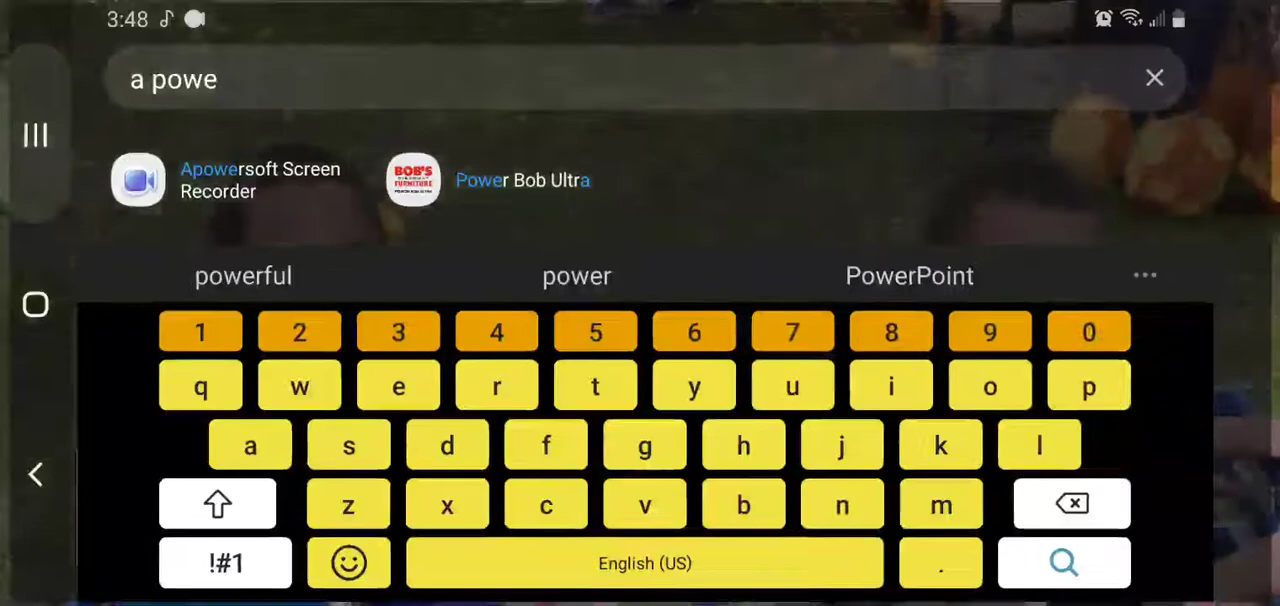 3:48
a powe
Apowersoft Screen
Recorder
BOB'S
FURNITURE
Power Bob Ultra
powerful power PowerPoint
1 2 3 4 5 6 7 8 9 0
q w e r t y u i o p
a s d f g h j k l
z x c v b n m
!#1 English (US) .